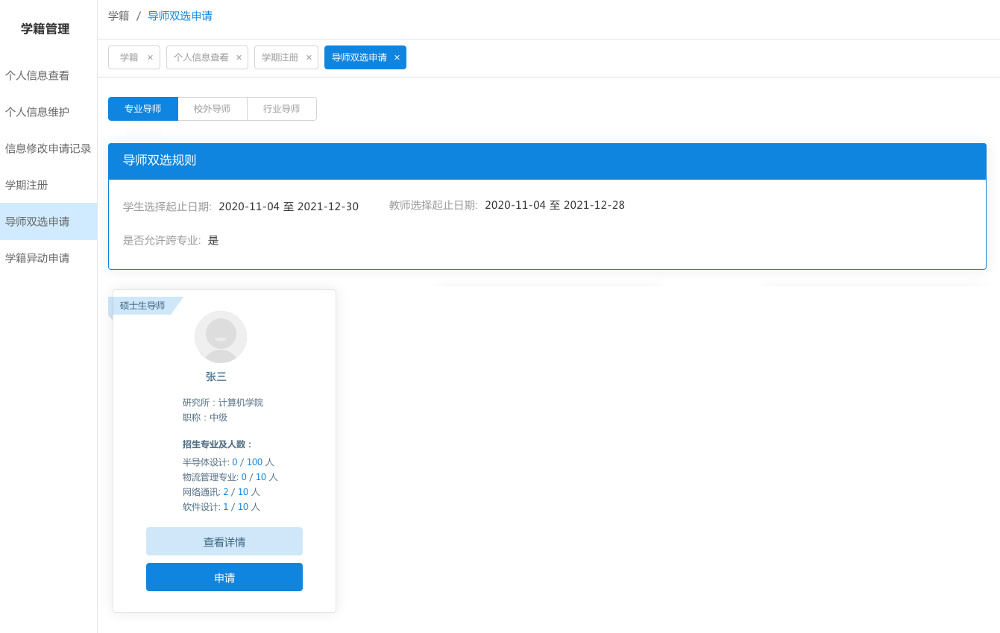 学籍管理
个人信息查看
个人信息维护
信息修改申请记录
学期注册
导师双选申请
学籍异动申请
学籍 / 导师双选申请
学籍 × 个人信息查看 × 学期注册 × 导师双选申请 ×
专业导师 校外导师 行业导师
导师双选规则
学生选择起止日期: 2020-11-04 至 2021-12-30 教师选择起止日期: 2020-11-04 至 2021-12-28
是否允许跨专业: 是
硕士生导师
张三
研究所：计算机学院
职称：中级
招生专业及人数：
半导体设计: 0 / 100 人
物流管理专业: 0 / 10 人
网络通讯: 2 / 10 人
软件设计: 1 / 10 人
查看详情
申请